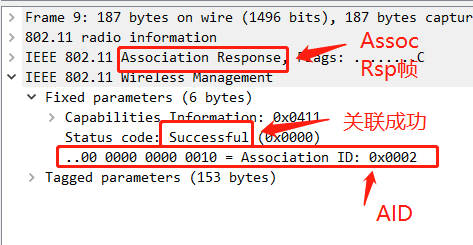 Frame 9: 187 bytes on wire (1496 bits), 187 bytes captur
802.11 radio information
IEEE 802.11 Association Response, Flags: ........C
Assoc
Rsp帧
IEEE 802.11 Wireless Management
Fixed parameters (6 bytes)
Capabilities Information: 0x0411
关联成功
Status code: Successful (0x0000)
..00 0000 0000 0010 = Association ID: 0x0002
Tagged parameters (153 bytes)
AID